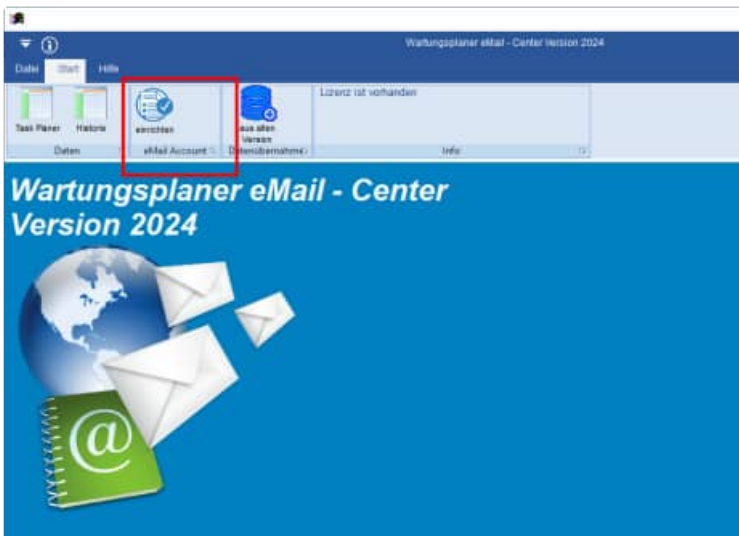 Wartungsplaner eMail - Center Version 2024
Datei Start Hilfe
Lizenz ist vorhanden
Task Planer Historie einrichten aus alten
Version
Daten eMail Account Datenübernahme Info
Wartungsplaner eMail - Center
Version 2024
@